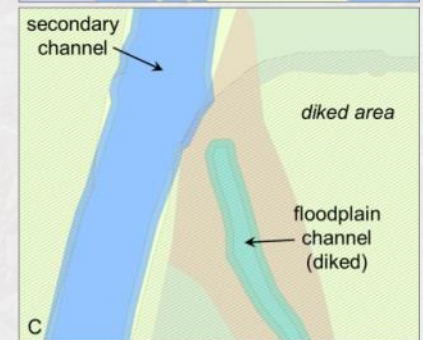 secondary
channel
diked area
floodplain
channel
(diked)
C